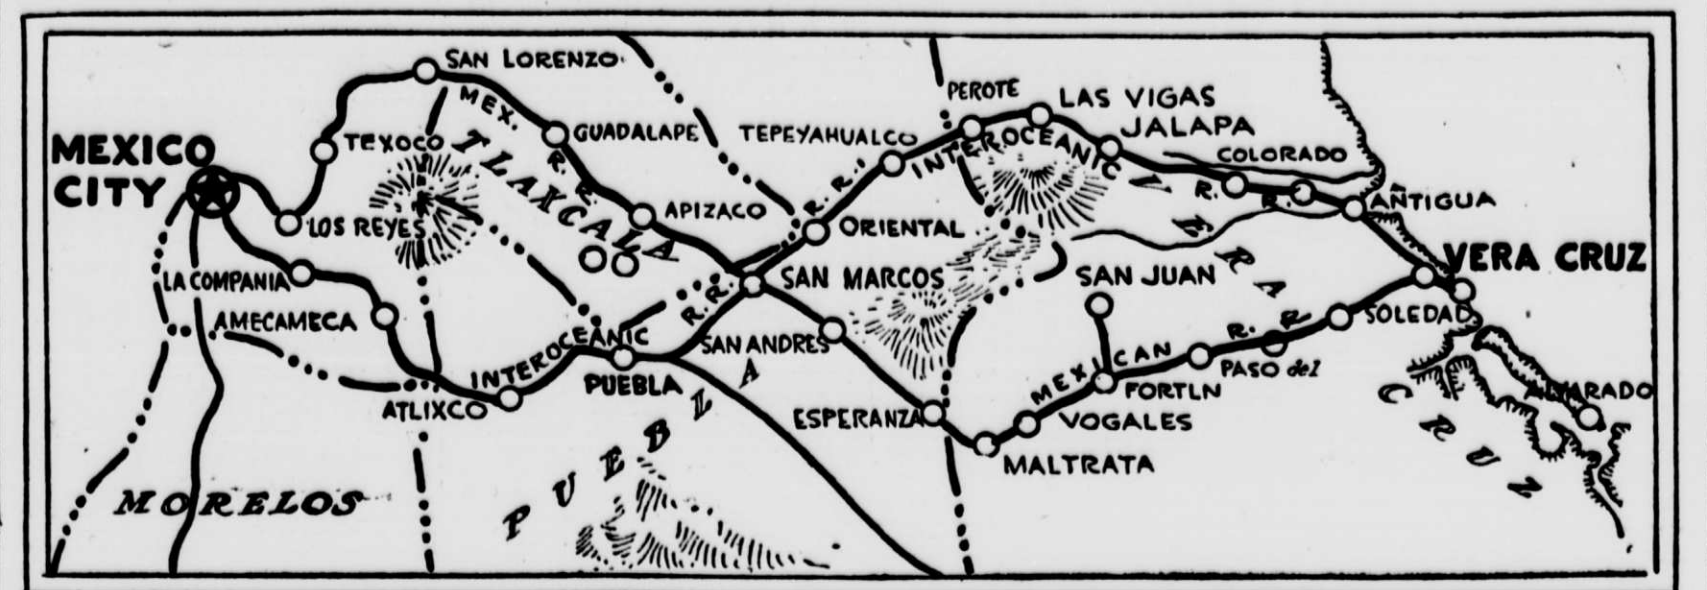 SAN LORENZO
MEX. R. R.
TLAXCALA
GUADALAPE
TEPEYAHUALCO
PEROTE
LAS VIGAS
JALAPA
COLORADO
MEXICO
CITY
TEXOCO
INTEROCEANIC R. R.
R. R.
ANTIGUA
LOS REYES
APIZACO
ORIENTAL
VERA CRUZ
LA COMPANIA
SAN MARCOS
SAN JUAN
VERA CRUZ
AMECAMECA
INTEROCEANIC R. R.
SAN ANDRES
SOLEDAD
MEXICAN R. R.
PASO del
PUEBLA
FORTLN
ALVARADO
ATLIXCO
ESPERANZA
VOGALES
MALTRATA
MORELOS
PUEBLA